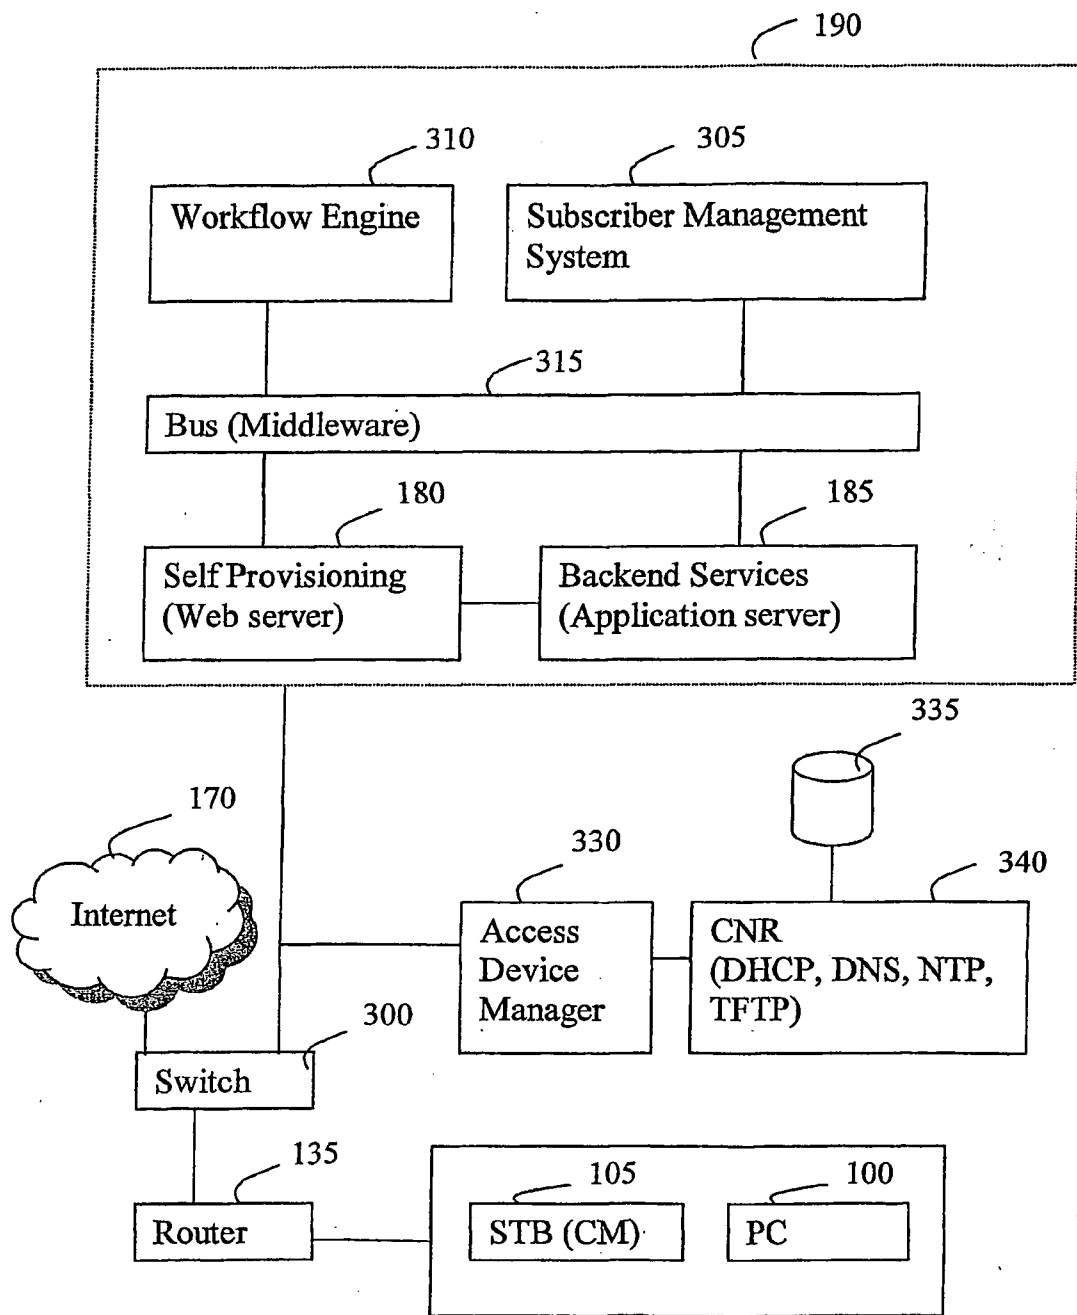 190
310
305
Workflow Engine
Subscriber Management
System
315
Bus (Middleware)
180
185
Self Provisioning
(Web server)
Backend Services
(Application server)
335
170
330
340
Internet
Access
Device
Manager
CNR
(DHCP, DNS, NTP,
TFTP)
300
Switch
135
105
100
Router
STB (CM)
PC